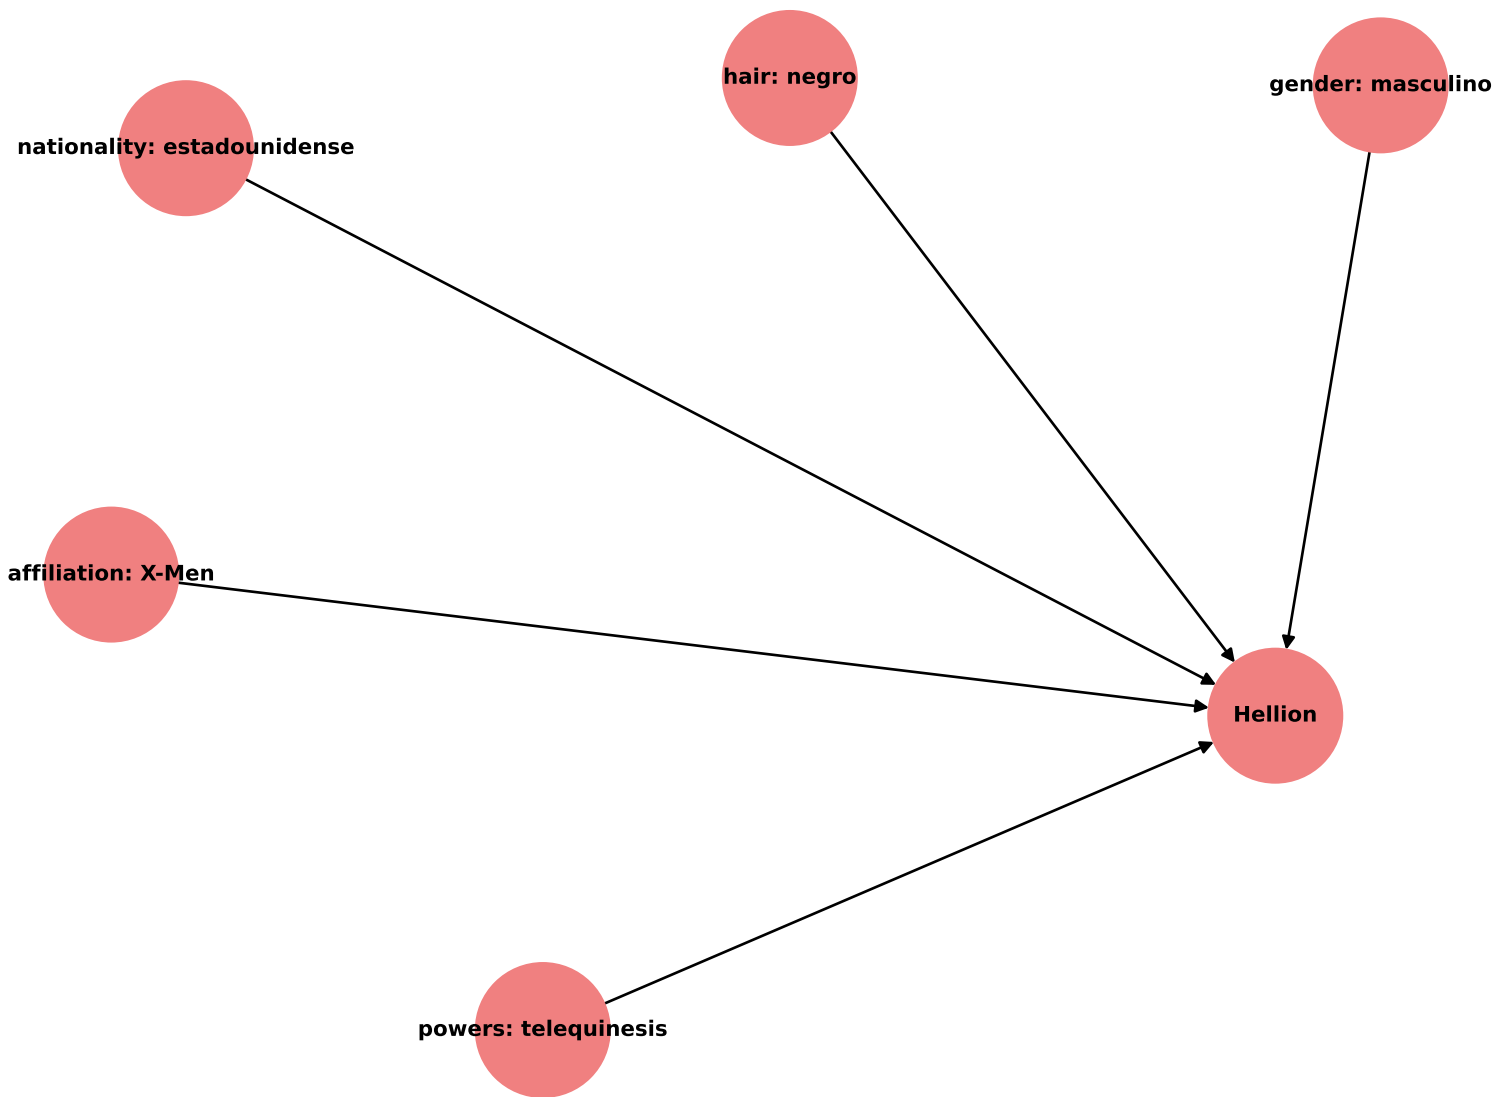 hair: negro
gender: masculino
nationality: estadounidense
affiliation: X-Men
Hellion
powers: telequinesis